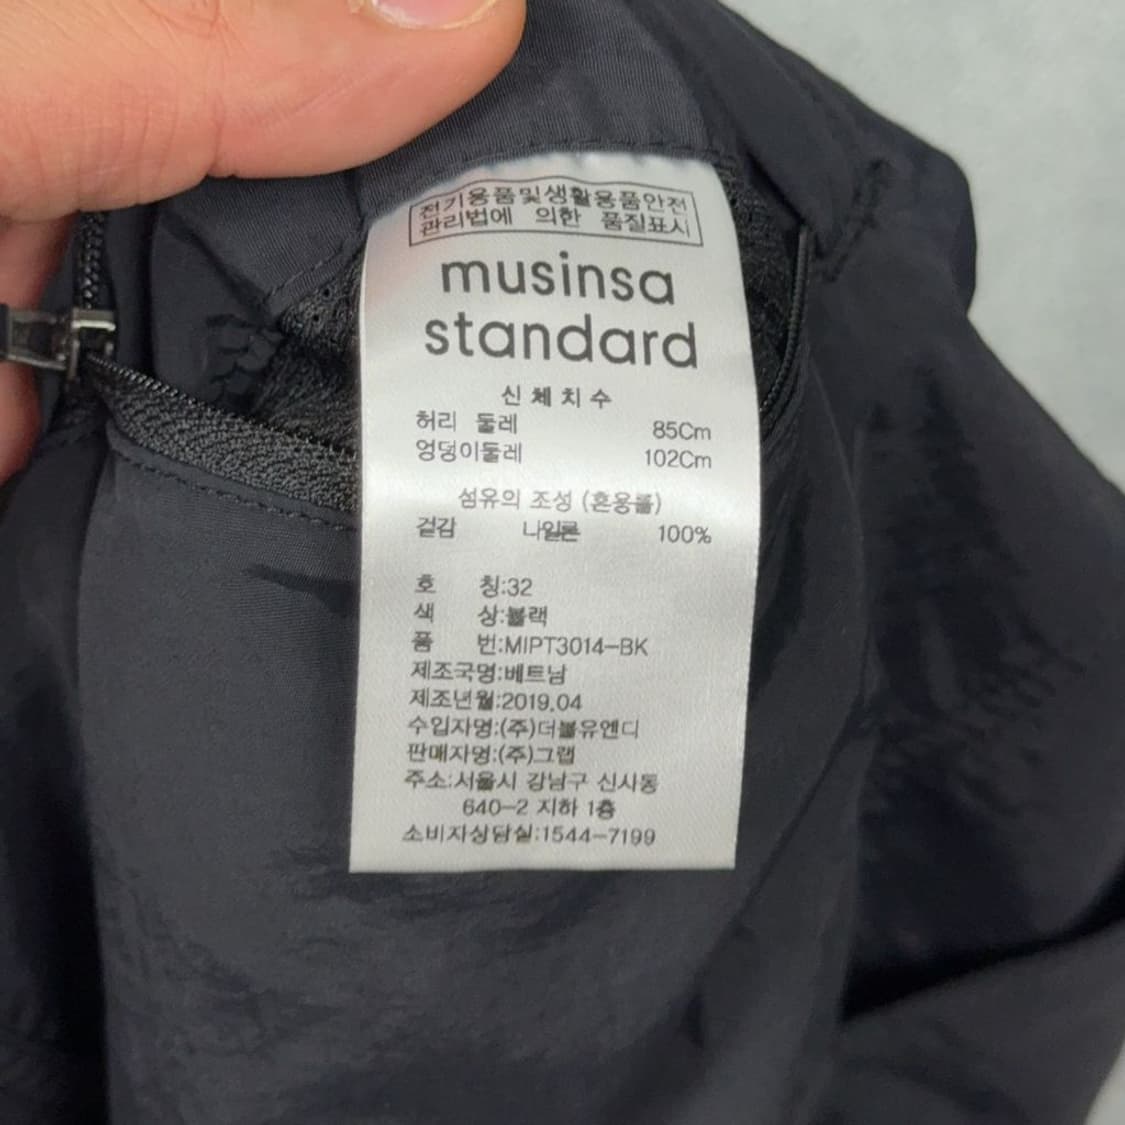 전기용품및생활용품안전
관리법에 의한 품질표시
musinsa
standard
신체치수
허리 둘레 85Cm
엉덩이둘레 102Cm
섬유의 조성 (혼용률)
겉감 나일론 100%
호 칭:32
색 상:블랙
품 번:MIPT3014-BK
제조국명:베트남
제조년월:2019.04
수입자명:(주)더블유엔디
판매자명:(주)그랩
주소:서울시 강남구 신사동
640-2 지하 1층
소비자상담실:1544-7199